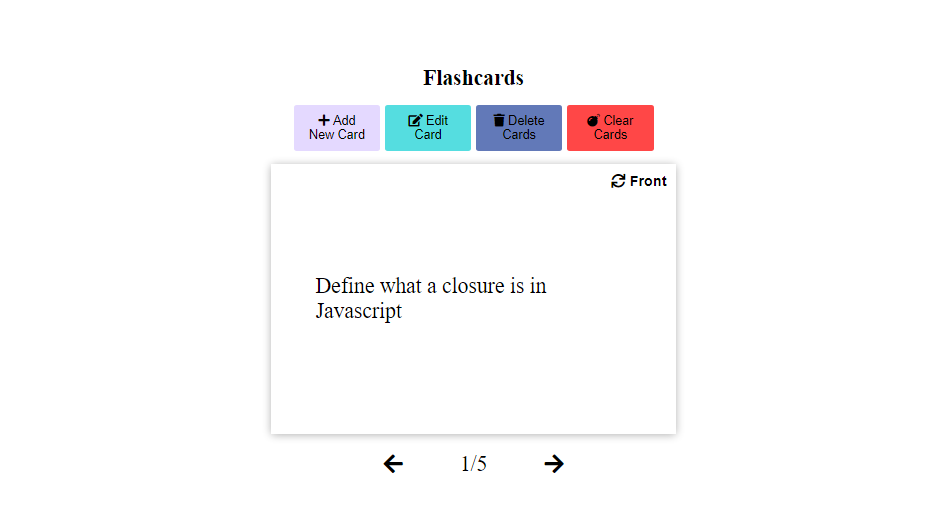 Flashcards
Add
New Card
Edit
Card
Delete
Cards
Clear
Cards
Front
Define what a closure is in
Javascript
1/5